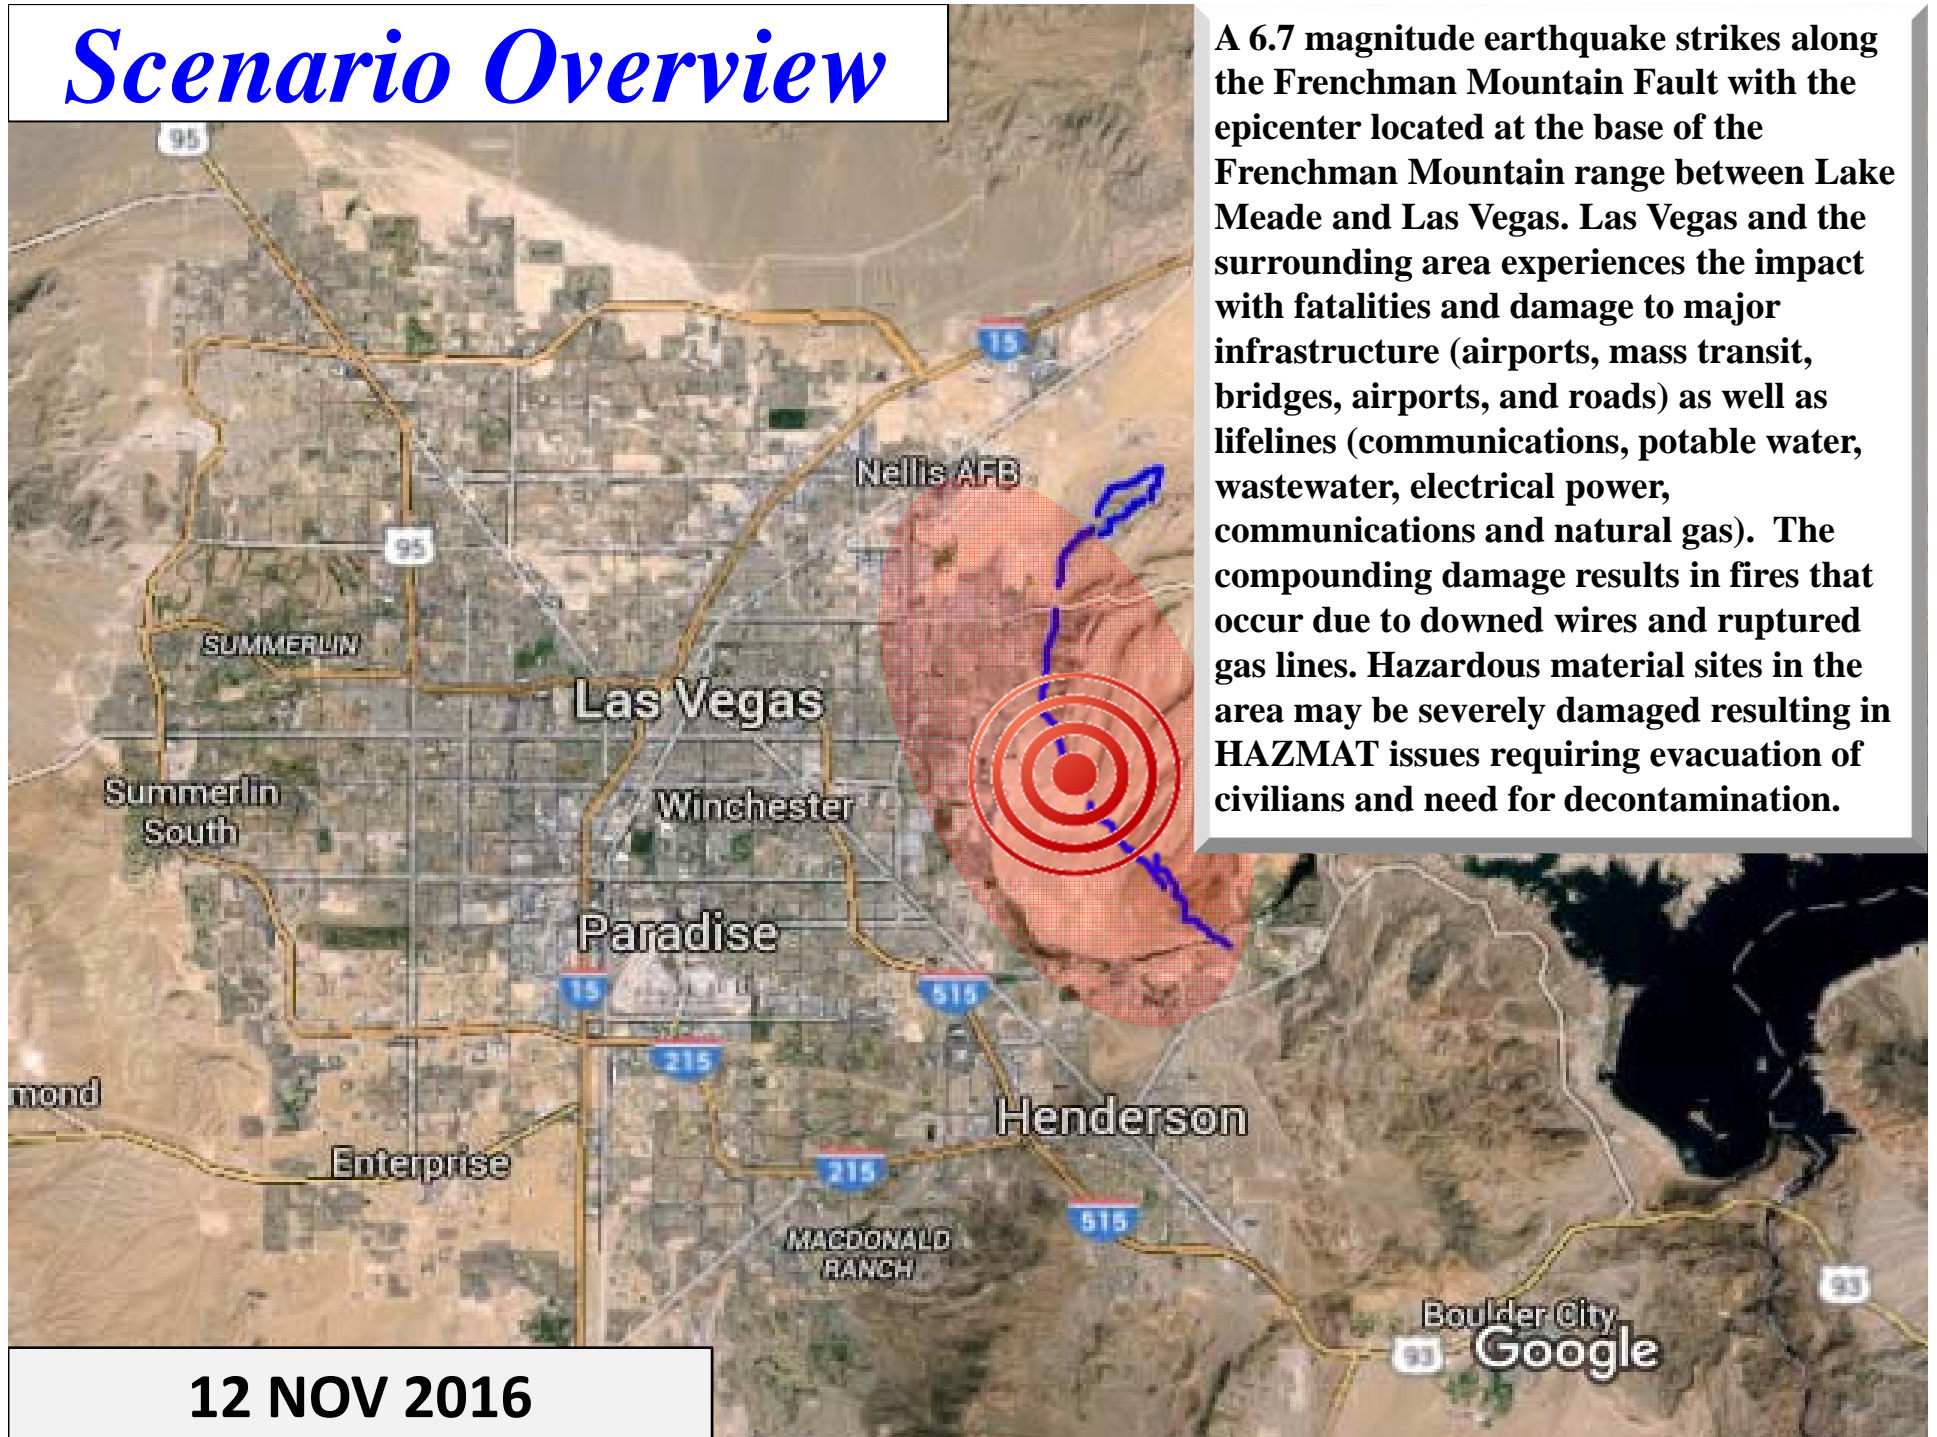 Scenario Overview
A 6.7 magnitude earthquake strikes along
the Frenchman Mountain Fault with the
epicenter located at the base of the
Frenchman Mountain range between Lake
Meade and Las Vegas. Las Vegas and the
surrounding area experiences the impact
with fatalities and damage to major
infrastructure (airports, mass transit,
bridges, airports, and roads) as well as
lifelines (communications, potable water,
wastewater, electrical power,
communications and natural gas).  The
compounding damage results in fires that
occur due to downed wires and ruptured
gas lines. Hazardous material sites in the
area may be severely damaged resulting in
HAZMAT issues requiring evacuation of
civilians and need for decontamination.
95
15
Nellis AFB
95
SUMMERLIN
Las Vegas
Summerlin
South
Winchester
Paradise
15
515
215
mond
Henderson
Enterprise
215
515
MACDONALD
RANCH
93
Boulder City
93
Google
12 NOV 2016